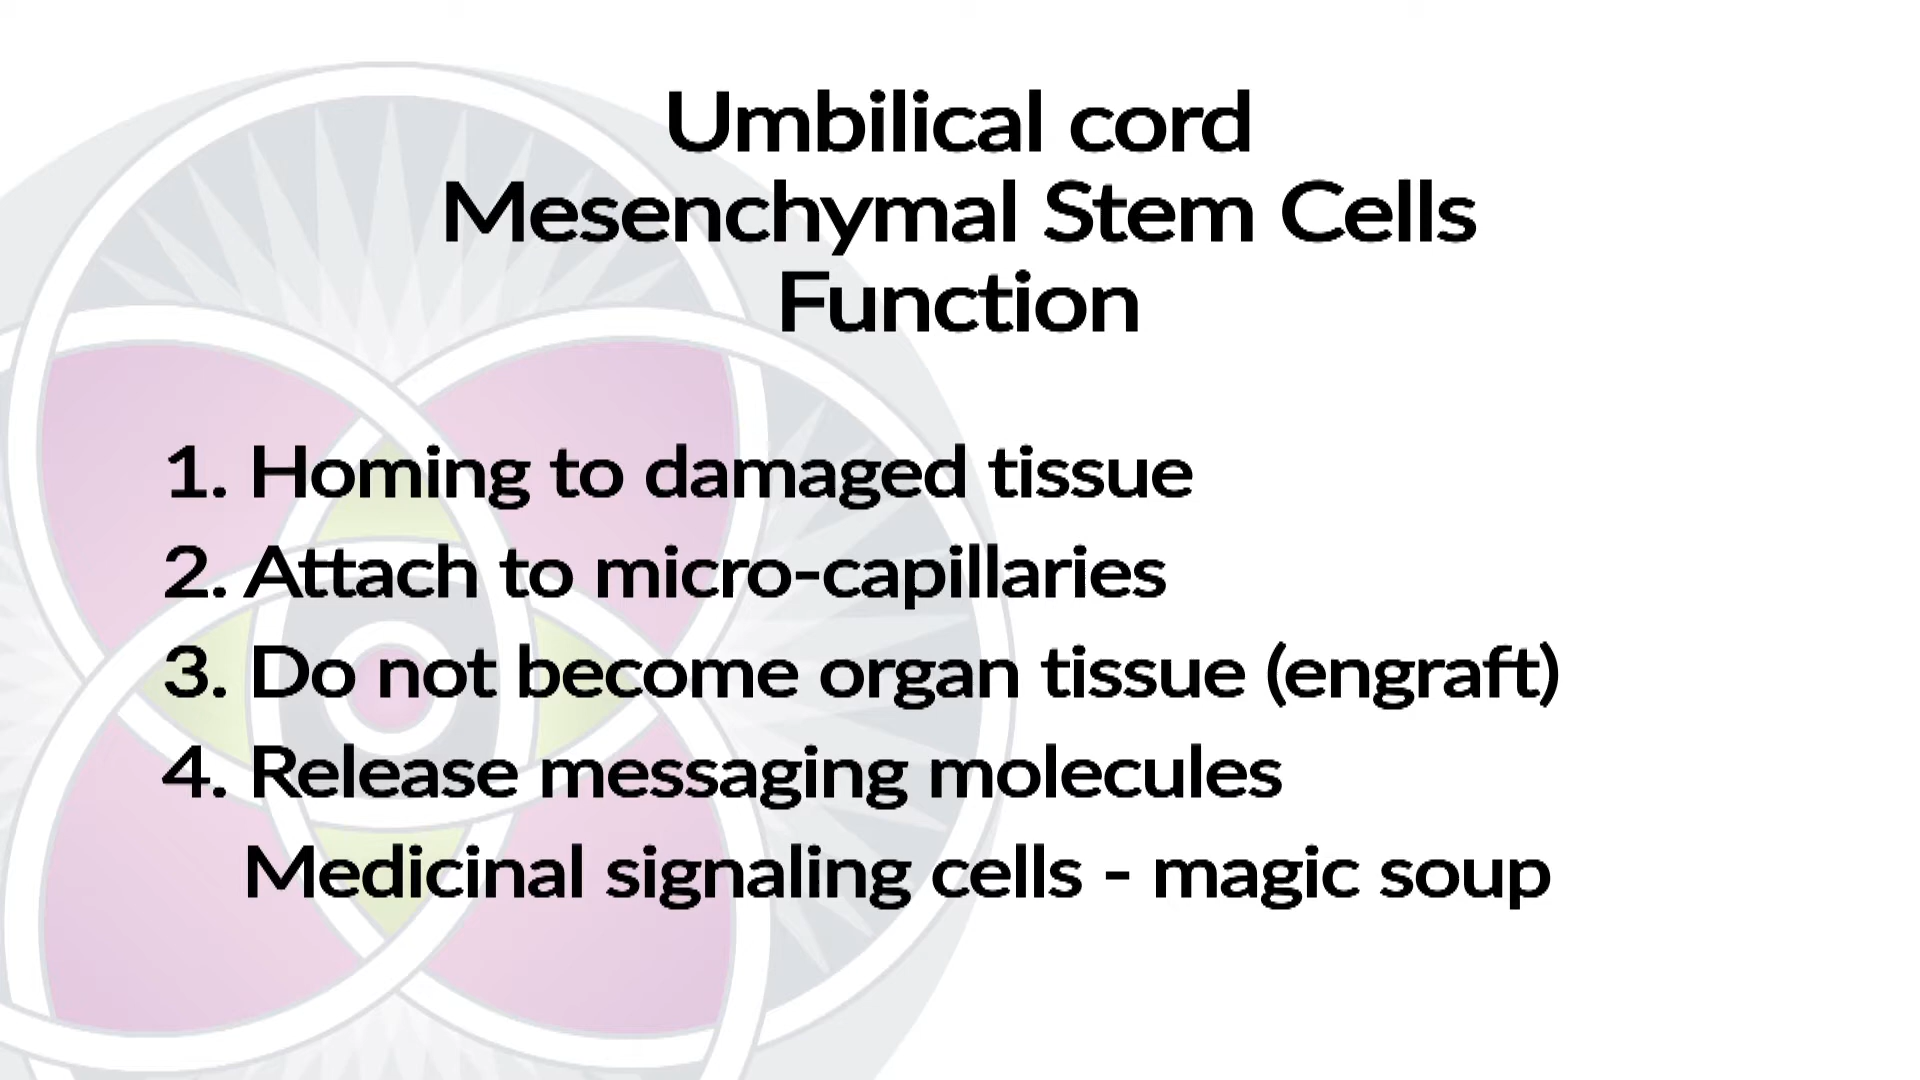 Umbilical cord
Mesenchymal Stem Cells
Function
1. Homing to damaged tissue
2. Attach to micro-capillaries
3. Do not become organ tissue (engraft)
4. Release messaging molecules
Medicinal signaling cells - magic soup